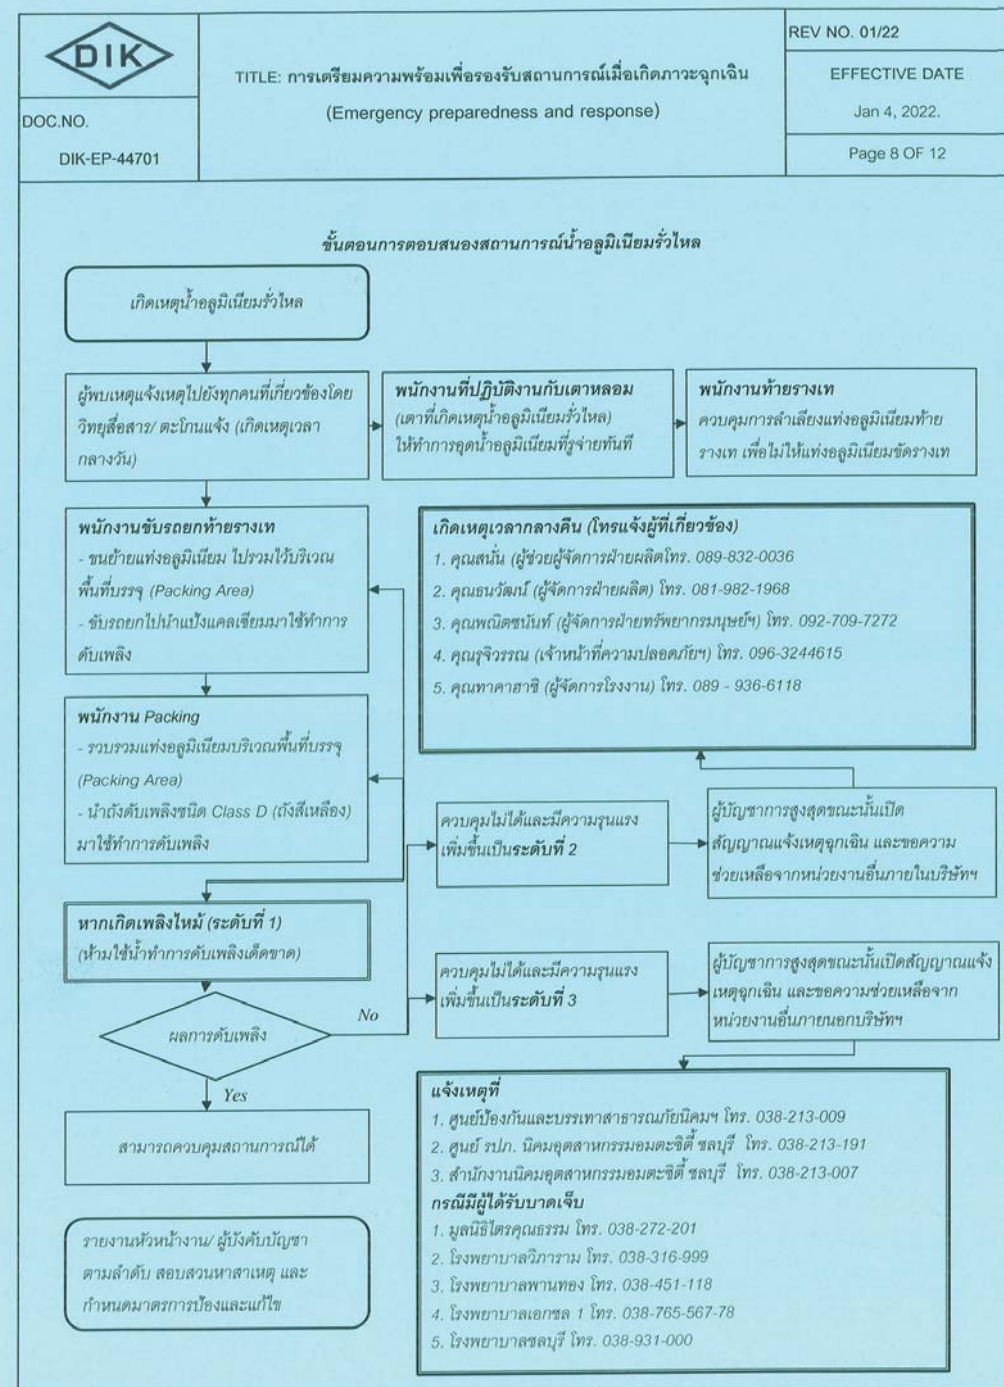 DIK
DOC.NO.
DIK-EP-44701
TITLE: การเตรียมความพร้อมเพื่อรองรับสถานการณ์เมื่อเกิดภาวะฉุกเฉิน
(Emergency preparedness and response)
REV NO. 01/22
EFFECTIVE DATE
Jan 4, 2022.
Page 8 OF 12
ขั้นตอนการตอบสนองสถานการณ์น้ำอลูมิเนียมรั่วไหล
เกิดเหตุน้ำอลูมิเนียมรั่วไหล
ผู้พบเหตุแจ้งเหตุไปยังทุกคนที่เกี่ยวข้องโดย
วิทยุสื่อสาร/ ตะโกนแจ้ง (เกิดเหตุเวลา
กลางวัน)
พนักงานที่ปฏิบัติงานกับเตาหลอม
(เตาที่เกิดเหตุน้ำอลูมิเนียมรั่วไหล)
ให้ทำการอุดน้ำอลูมิเนียมที่รูจ่ายทันที
พนักงานท้ายรางเท
ควบคุมการลำเลียงแท่งอลูมิเนียมท้าย
รางเท เพื่อไม่ให้แท่งอลูมิเนียมขัดรางเท
พนักงานขับรถยกท้ายรางเท
- ขนย้ายแท่งอลูมิเนียม ไปรวมไว้บริเวณ
พื้นที่บรรจุ (Packing Area)
- ขับรถยกไปนำแป้งแคลเซียมมาใช้ทำการ
ดับเพลิง
เกิดเหตุเวลากลางคืน (โทรแจ้งผู้ที่เกี่ยวข้อง)
1. คุณสนั่น (ผู้ช่วยผู้จัดการฝ่ายผลิตโทร. 089-832-0036
2. คุณธนวัฒน์ (ผู้จัดการฝ่ายผลิต) โทร. 081-982-1968
3. คุณพณิตชนันท์ (ผู้จัดการฝ่ายทรัพยากรมนุษย์ฯ) โทร. 092-709-7272
4. คุณรุจิวรรณ (เจ้าหน้าที่ความปลอดภัยฯ) โทร. 096-3244615
5. คุณทาคาฮาชิ (ผู้จัดการโรงงาน) โทร. 089 - 936-6118
พนักงาน Packing
- รวบรวมแท่งอลูมิเนียมบริเวณพื้นที่บรรจุ
(Packing Area)
- นำถังดับเพลิงชนิด Class D (ถังสีเหลือง)
มาใช้ทำการดับเพลิง
ควบคุมไม่ได้และมีความรุนแรง
เพิ่มขึ้นเป็นระดับที่ 2
ผู้บัญชาการสูงสุดขณะนั้นเปิด
สัญญาณแจ้งเหตุฉุกเฉิน และขอความ
ช่วยเหลือจากหน่วยงานอื่นภายในบริษัทฯ
หากเกิดเพลิงไหม้ (ระดับที่ 1)
(ห้ามใช้น้ำทำการดับเพลิงเด็ดขาด)
ควบคุมไม่ได้และมีความรุนแรง
เพิ่มขึ้นเป็นระดับที่ 3
ผู้บัญชาการสูงสุดขณะนั้นเปิดสัญญาณแจ้ง
เหตุฉุกเฉิน และขอความช่วยเหลือจาก
หน่วยงานอื่นภายนอกบริษัทฯ
ผลการดับเพลิง
No
Yes
สามารถควบคุมสถานการณ์ได้
แจ้งเหตุที่
1. ศูนย์ป้องกันและบรรเทาสาธารณภัยนิคมฯ โทร. 038-213-009
2. ศูนย์ รปภ. นิคมอุตสาหกรรมอมตะซิตี้ ชลบุรี โทร. 038-213-191
3. สำนักงานนิคมอุตสาหกรรมอมตะซิตี้ ชลบุรี โทร. 038-213-007
กรณีมีผู้ได้รับบาดเจ็บ
1. มูลนิธิไตรคุณธรรม โทร. 038-272-201
2. โรงพยาบาลวิภาราม โทร. 038-316-999
3. โรงพยาบาลพานทอง โทร. 038-451-118
4. โรงพยาบาลเอกชล 1 โทร. 038-765-567-78
5. โรงพยาบาลชลบุรี โทร. 038-931-000
รายงานหัวหน้างาน/ ผู้บังคับบัญชา
ตามลำดับ สอบสวนหาสาเหตุ และ
กำหนดมาตรการป้องและแก้ไข